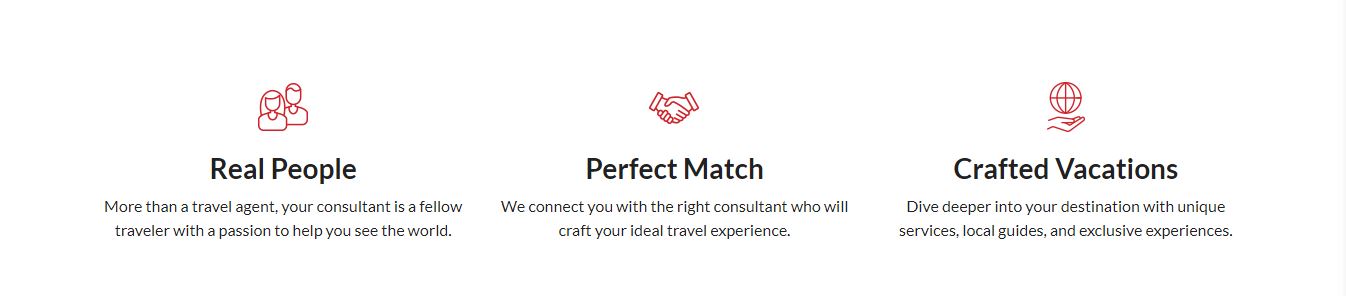 Real People
More than a travel agent, your consultant is a fellow
traveler with a passion to help you see the world.
Perfect Match
We connect you with the right consultant who will
craft your ideal travel experience.
Crafted Vacations
Dive deeper into your destination with unique
services, local guides, and exclusive experiences.